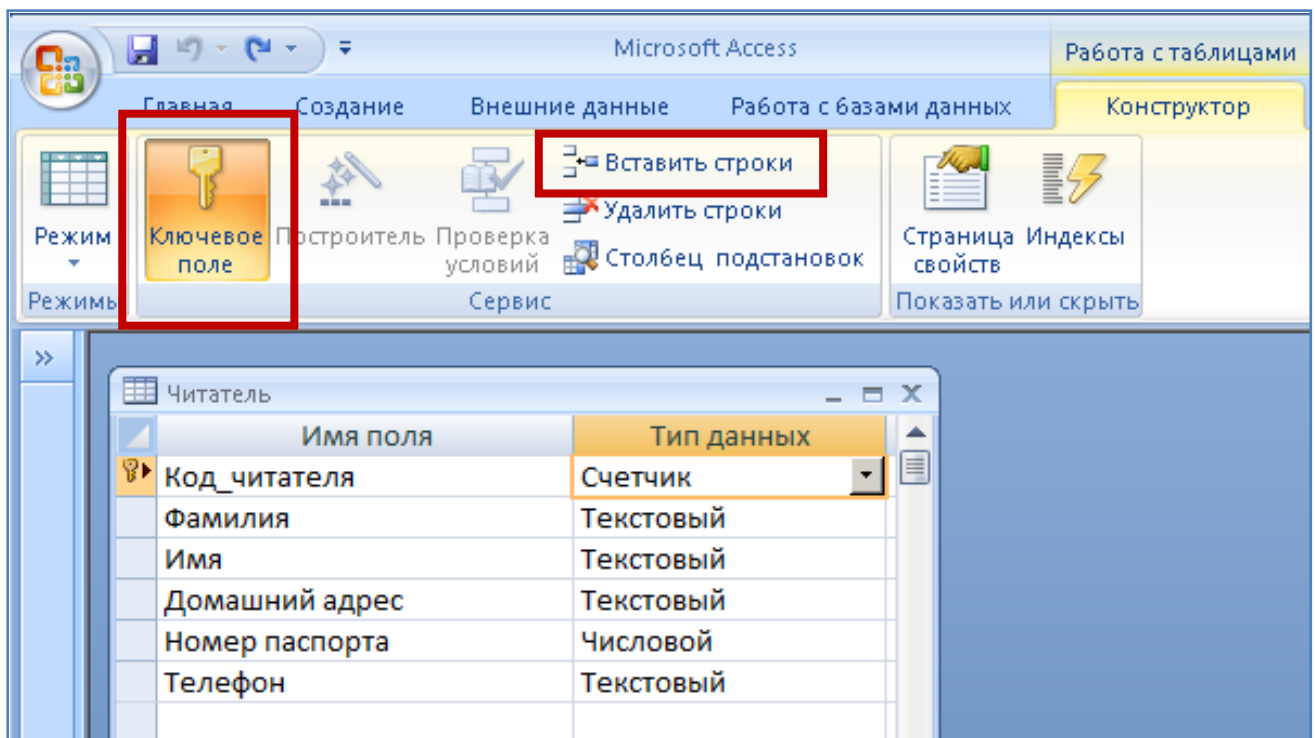 Microsoft Access
Работа с таблицами
Главная Создание Внешние данные Работа с базами данных Конструктор
Режим
Ключевое поле
Построитель
Проверка условий
Вставить строки
Удалить строки
Столбец подстановок
Страница свойств
Индексы
Режимы
Сервис
Показать или скрыть
»
Читатель
Имя поля Тип данных
Код_читателя Счетчик
Фамилия Текстовый
Имя Текстовый
Домашний адрес Текстовый
Номер паспорта Числовой
Телефон Текстовый